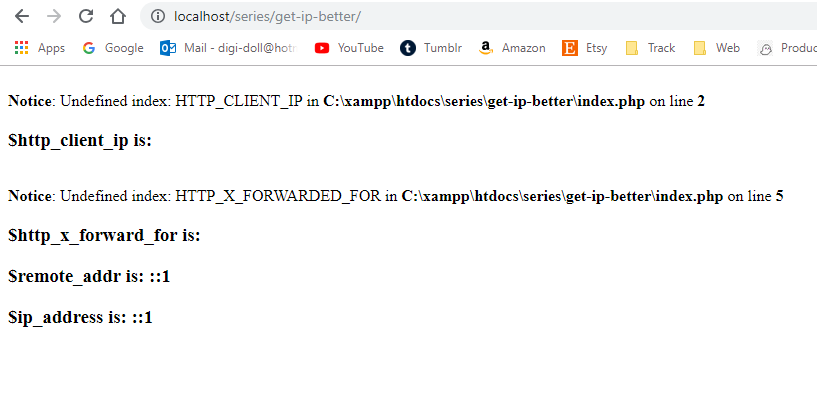 localhost/series/get-ip-better/
Apps Google Mail - digi-doll@hot YouTube Tumblr Amazon Etsy Track Web Produc
Notice: Undefined index: HTTP_CLIENT_IP in C:\xampp\htdocs\series\get-ip-better\index.php on line 2
$http_client_ip is:
Notice: Undefined index: HTTP_X_FORWARDED_FOR in C:\xampp\htdocs\series\get-ip-better\index.php on line 5
$http_x_forward_for is:
$remote_addr is: ::1
$ip_address is: ::1